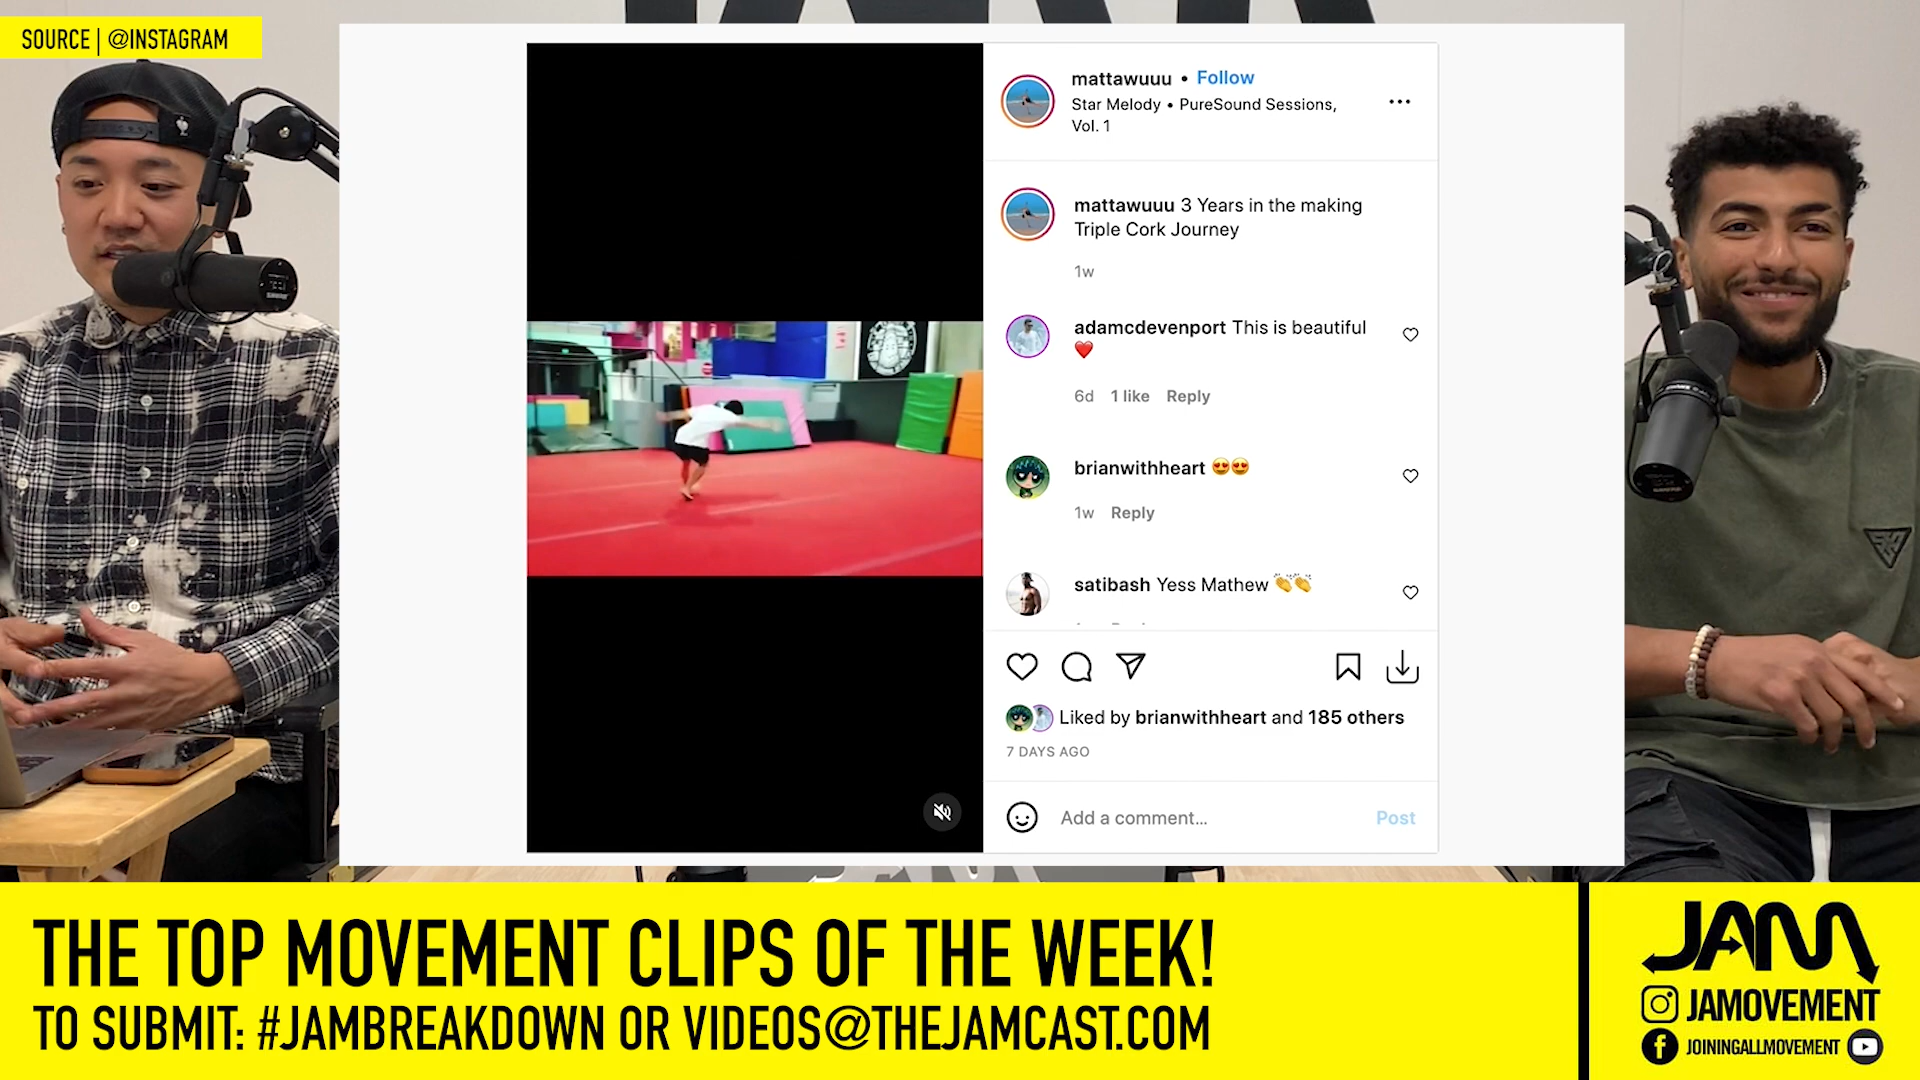 SOURCE | @INSTAGRAM
mattawuuu • Follow
Star Melody • PureSound Sessions,
Vol. 1
mattawuuu 3 Years in the making
Triple Cork Journey
1w
adamcdevenport This is beautiful
❤️
6d 1 like Reply
brianwithheart 😍😍
1w Reply
satibash Yess Mathew 👏👏
Liked by brianwithheart and 185 others
7 DAYS AGO
Add a comment...
Post
THE TOP MOVEMENT CLIPS OF THE WEEK!
TO SUBMIT: #JAMBREAKDOWN OR VIDEOS@THEJAMCAST.COM
JAM
JAMOVEMENT
JOININGALLMOVEMENT